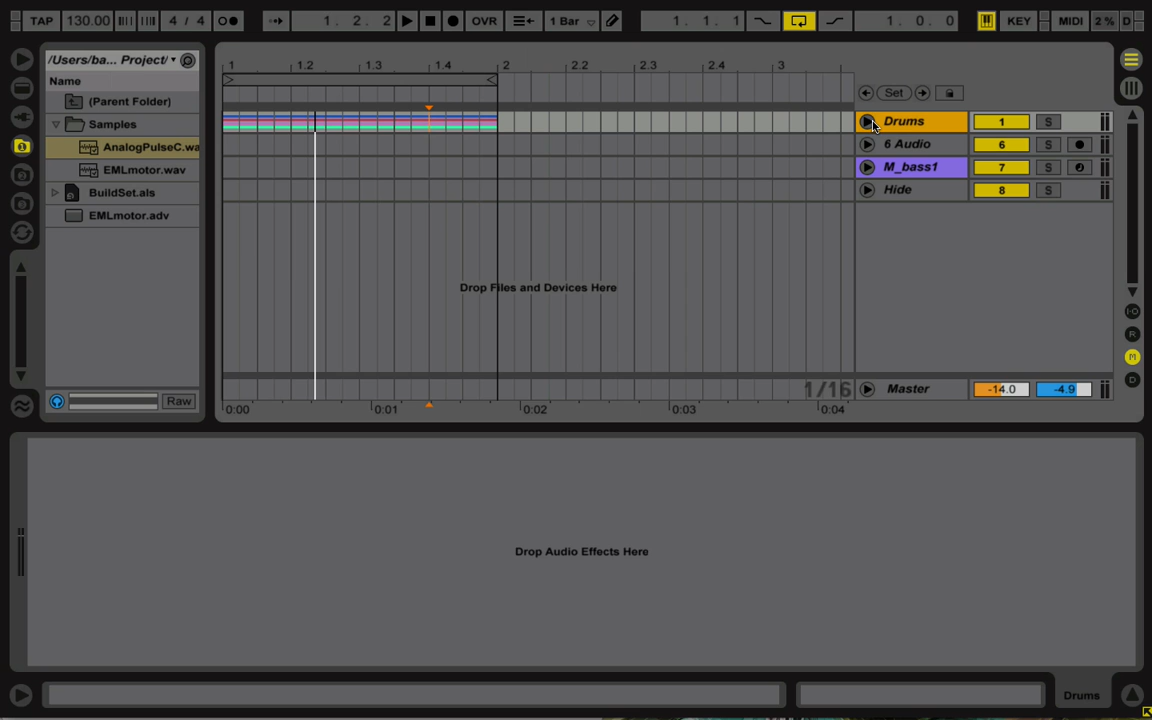 TAP 130.00 4 / 4 1. 2. 2 OVR 1 Bar 1. 1. 1 1. 0. 0 KEY MIDI 2 % D
/Users/ba... Project/
Name
(Parent Folder)
Samples
AnalogPulseC.wa
EMLmotor.wav
BuildSet.als
EMLmotor.adv
Raw
1 1.2 1.3 1.4 2 2.2 2.3 2.4 3
Set
Drums 1 S
6 Audio 6 S
M_bass1 7 S
Hide 8 S
Drop Files and Devices Here
1/16
Master -14.0 -4.9
0:00 0:01 0:02 0:03 0:04
I·O
R
M
D
Drop Audio Effects Here
Drums